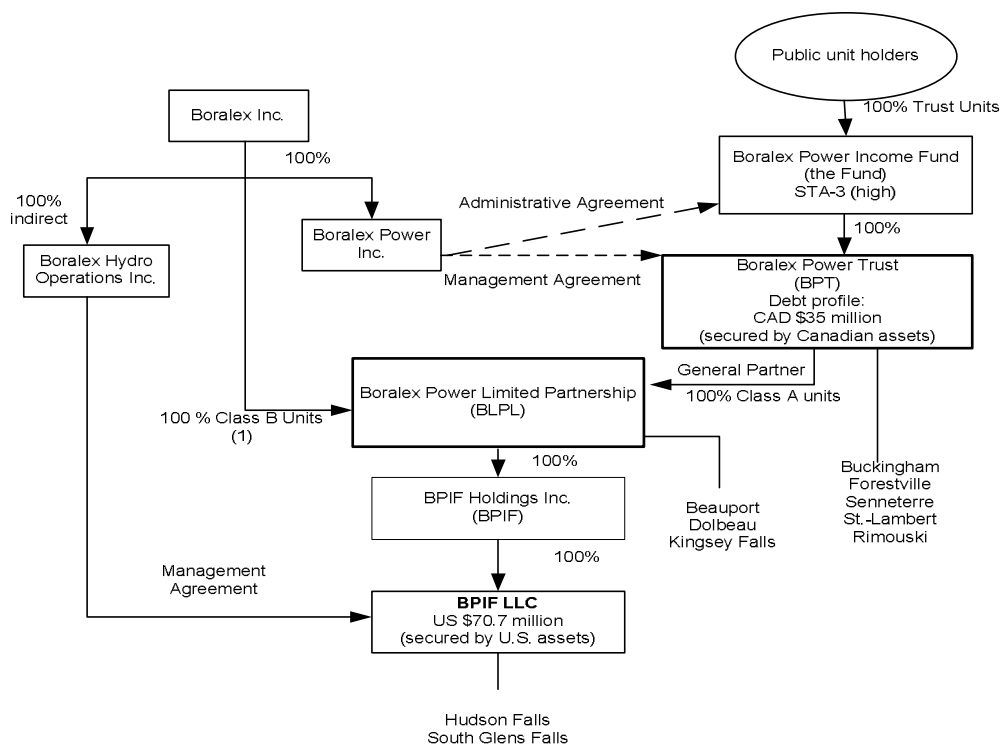 Public unit holders
100% Trust Units
Boralex Inc.
100%
Boralex Power Income Fund
(the Fund)
STA-3 (high)
100%
indirect
Administrative Agreement
100%
Boralex Power
Inc.
Boralex Hydro
Operations Inc.
Management Agreement
Boralex Power Trust
(BPT)
Debt profile:
CAD $35 million
(secured by Canadian assets)
General Partner
100% Class A units
Boralex Power Limited Partnership
(BLPL)
100 % Class B Units
(1)
100%
Buckingham
Forestville
Senneterre
St.-Lambert
Rimouski
BPIF Holdings Inc.
(BPIF)
Beauport
Dolbeau
Kingsey Falls
100%
Management
Agreement
BPIF LLC
US $70.7 million
(secured by U.S. assets)
Hudson Falls
South Glens Falls